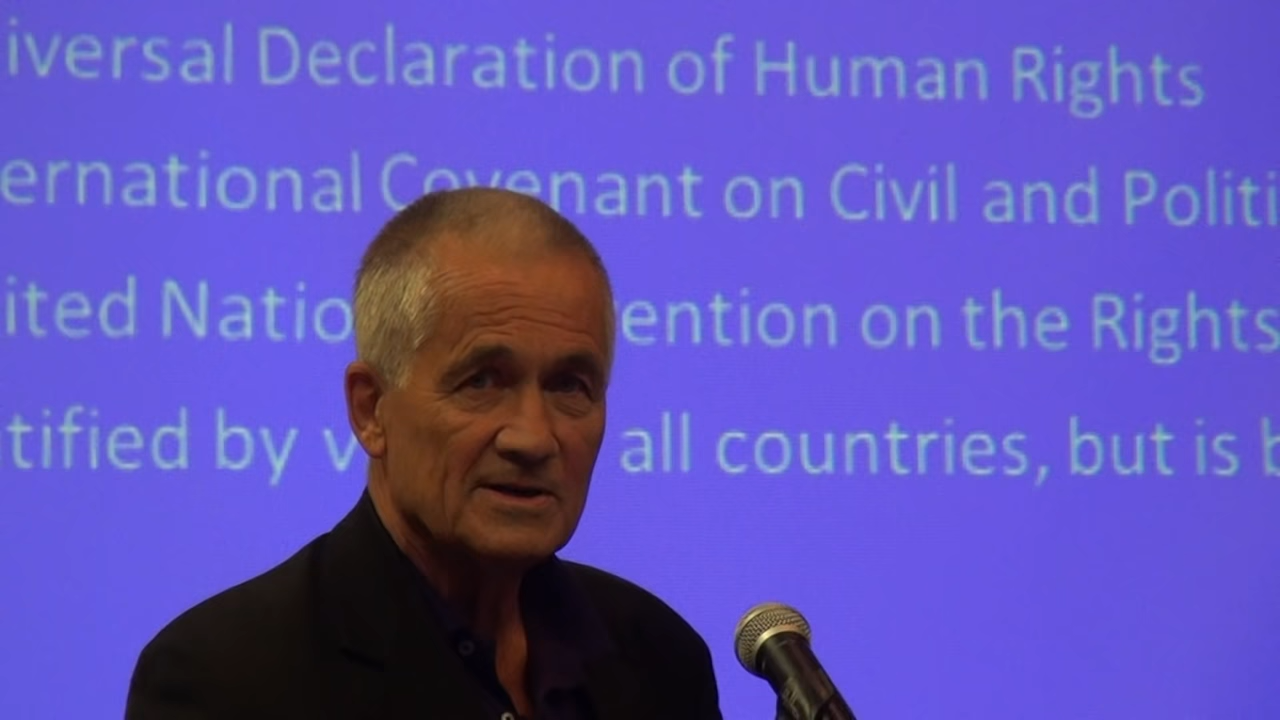 iversal Declaration of Human Rights
ernational Covenant on Civil and Politi
ited Natio ention on the Rights
tified by v all countries, but is b